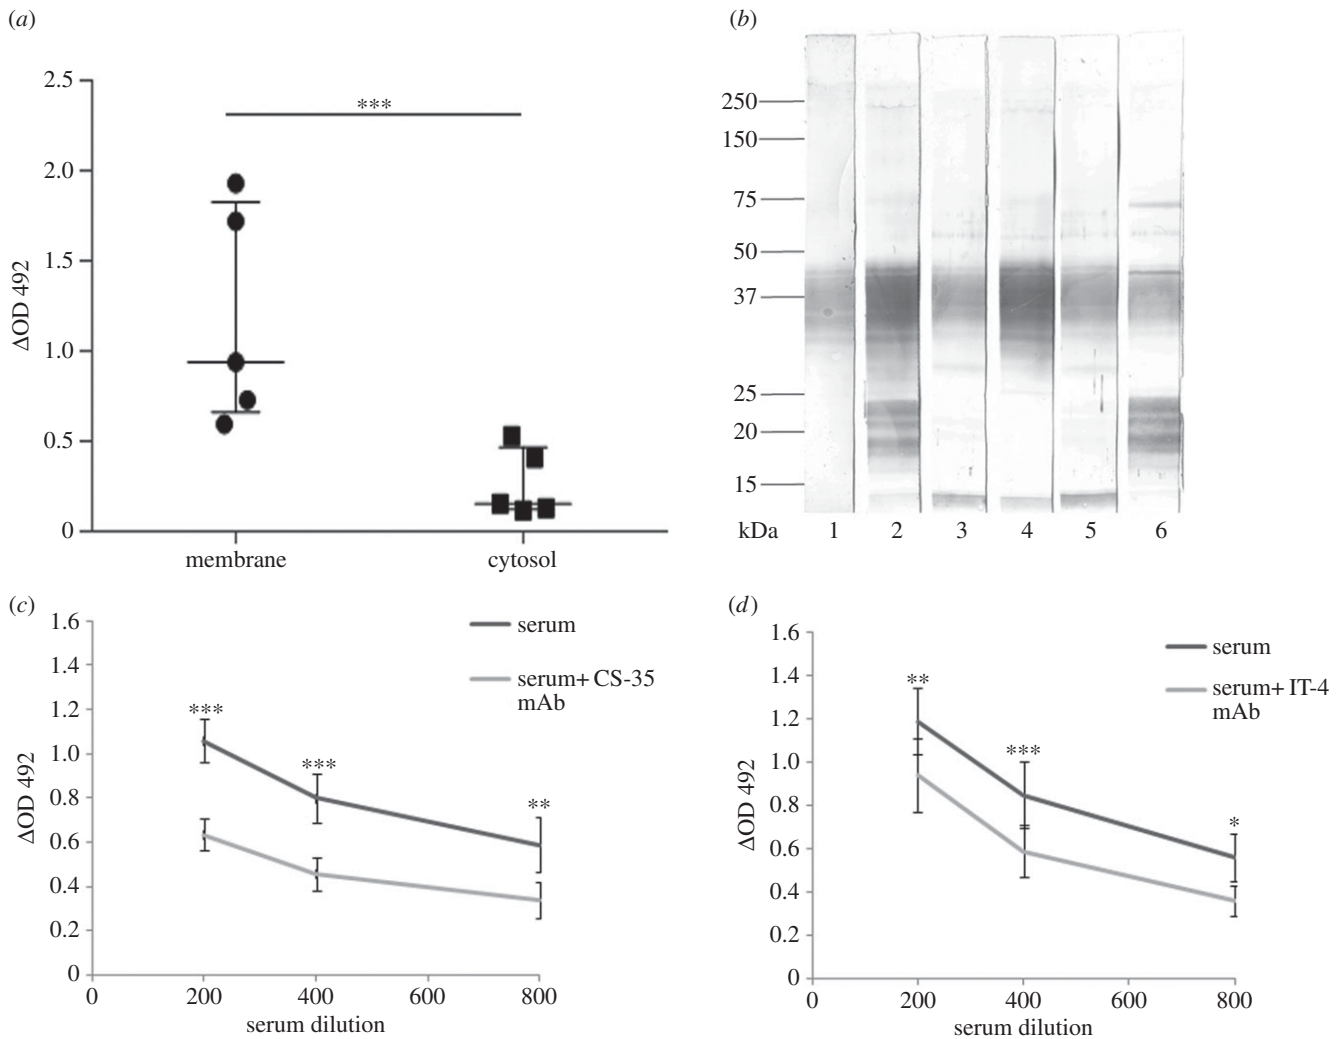 (a)
***
2.5
2.0
1.5
1.0
0.5
0
ΔOD 492
membrane cytosol
(b)
250
150
75
50
37
25
20
15
kDa 1 2 3 4 5 6
(c)
1.6
1.4
1.2
1.0
0.8
0.6
0.4
0.2
0
ΔOD 492
serum
serum+ CS-35
mAb
***
***
**
0 200 400 600 800
serum dilution
(d)
1.6
1.4
1.2
1.0
0.8
0.6
0.4
0.2
0
ΔOD 492
serum
serum+ IT-4
mAb
**
***
*
0 200 400 600 800
serum dilution